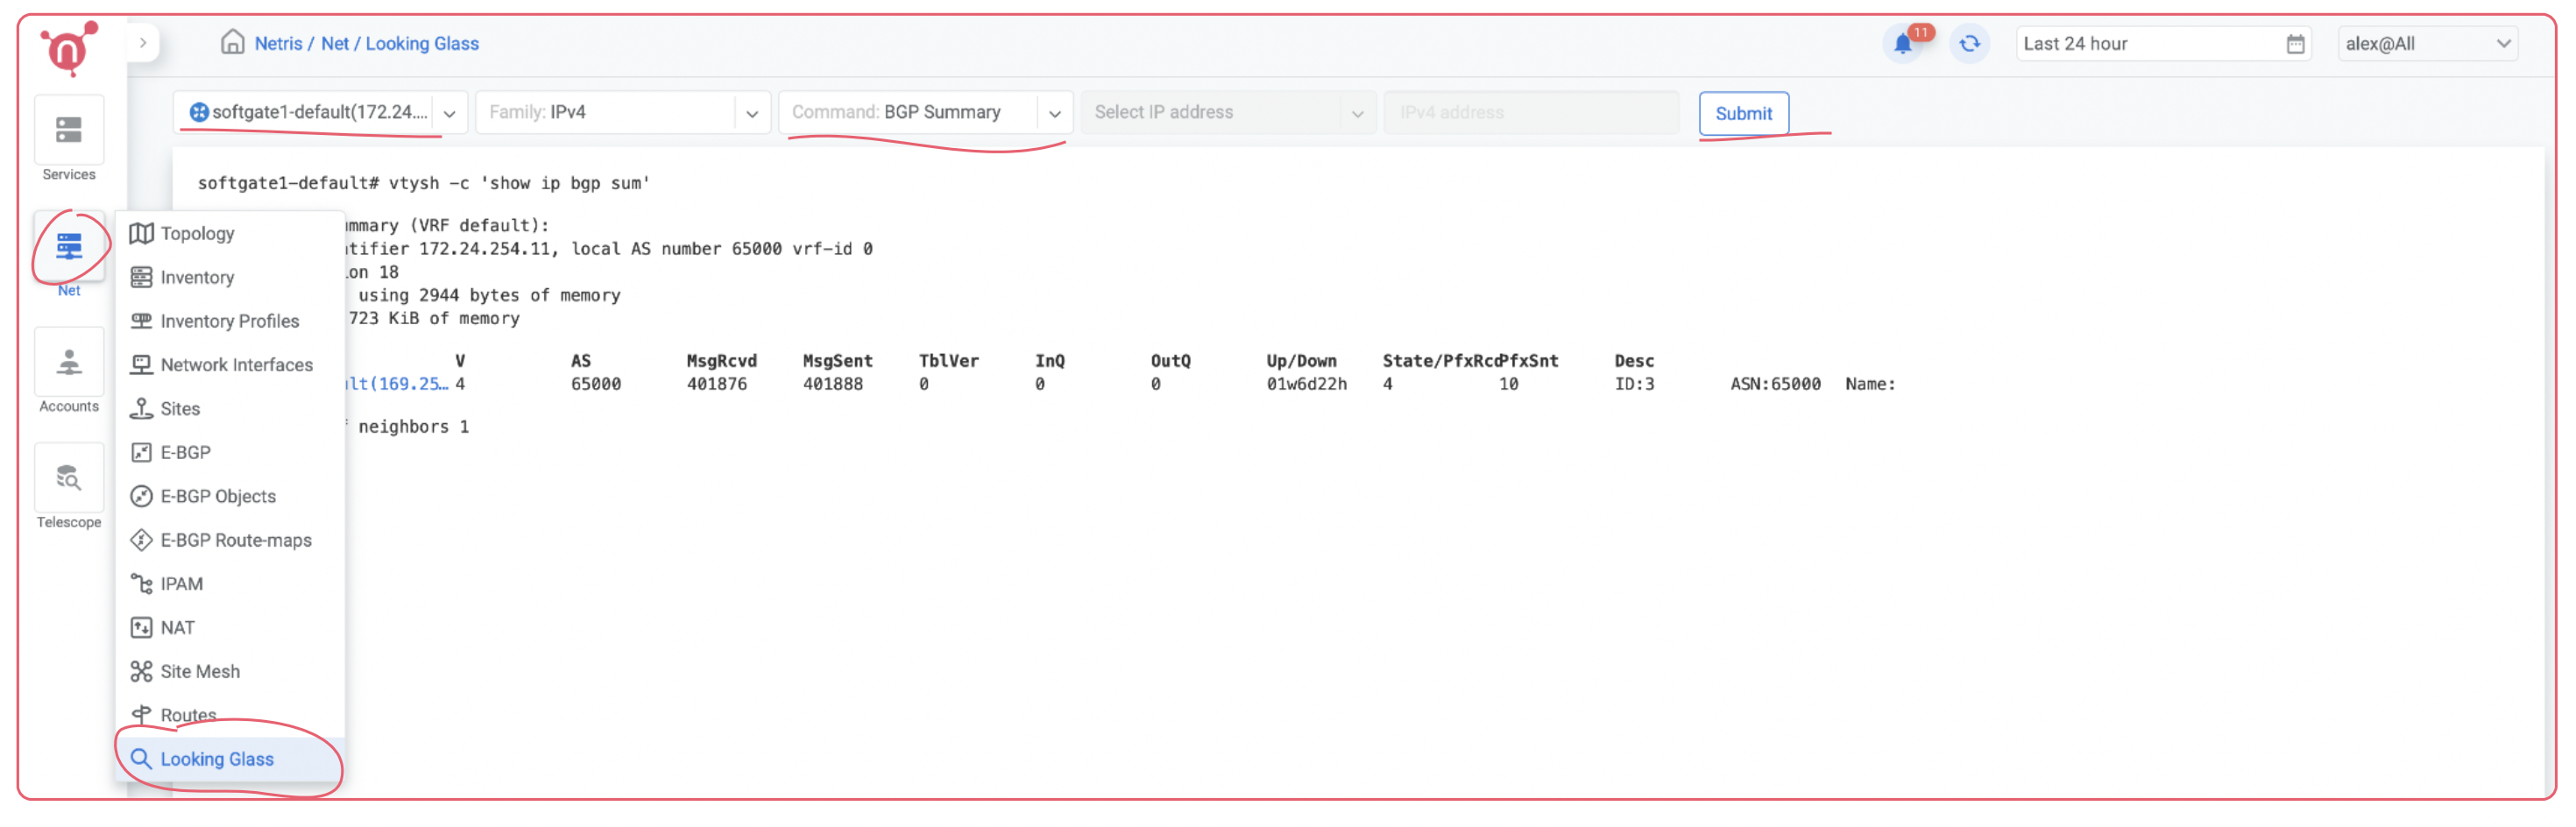 Netris / Net / Looking Glass
11
Last 24 hour
alex@All
softgate1-default(172.24....
Family: IPv4
Command: BGP Summary
Select IP address
IPv4 address
Submit
Services
Net
Accounts
Telescope
Topology
Inventory
Inventory Profiles
Network Interfaces
Sites
E-BGP
E-BGP Objects
E-BGP Route-maps
IPAM
NAT
Site Mesh
Routes
Looking Glass
softgate1-default# vtysh -c 'show ip bgp sum'
mmary (VRF default):
ntifier 172.24.254.11, local AS number 65000 vrf-id 0
on 18
using 2944 bytes of memory
723 KiB of memory
V AS MsgRcvd MsgSent TblVer InQ OutQ Up/Down State/PfxRcd PfxSnt Desc
lt(169.25... 4 65000 401876 401888 0 0 0 01w6d22h 4 10 ID:3 ASN:65000 Name:
neighbors 1